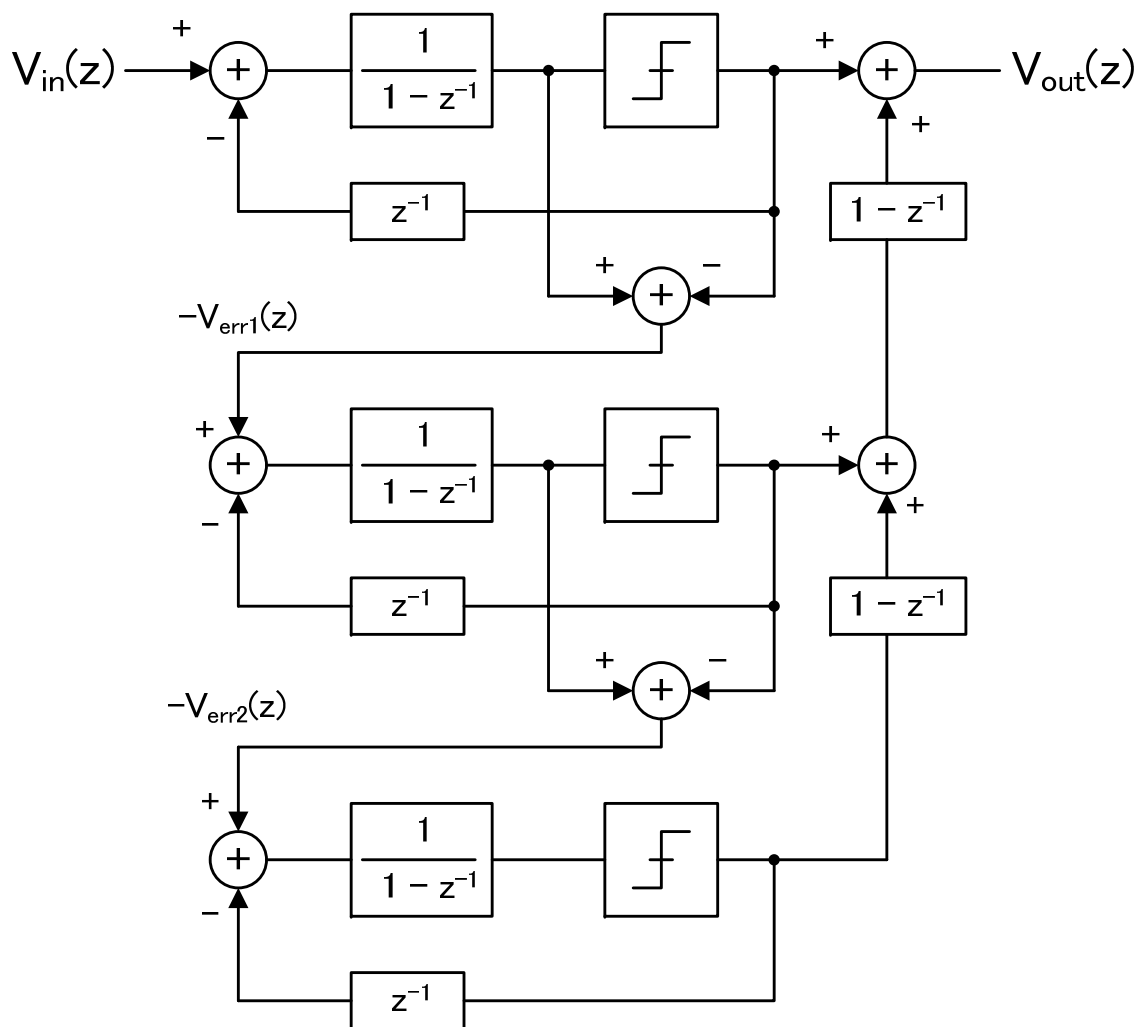 V_in(z)
+
+
1
1 − z⁻¹
+
+
V_out(z)
−
+
z⁻¹
1 − z⁻¹
+
−
+
−V_err1(z)
+
+
1
1 − z⁻¹
+
+
−
+
z⁻¹
1 − z⁻¹
+
−
+
−V_err2(z)
+
+
1
1 − z⁻¹
−
z⁻¹